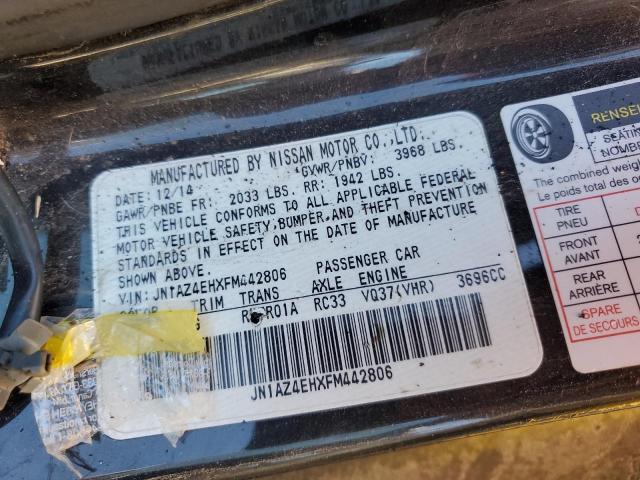 MANUFACTURED BY NISSAN MOTOR CO., LTD.
DATE: 12/14 GVWR/PNBV: 3968 LBS.
GAWR/PNBE FR: 2033 LBS. RR: 1942 LBS.
THIS VEHICLE CONFORMS TO ALL APPLICABLE FEDERAL
MOTOR VEHICLE SAFETY, BUMPER, AND THEFT PREVENTION
STANDARDS IN EFFECT ON THE DATE OF MANUFACTURE
SHOWN ABOVE.
VIN: JN1AZ4EHXFM442806 PASSENGER CAR
TRIM TRANS AXLE ENGINE
R01A RC33 VQ37(VHR) 3696CC
JN1AZ4EHXFM442806
SEATING
The combined weight
Le poids total des
TIRE
PNEU
FRONT
AVANT
REAR
ARRIÈRE
SPARE
DE SECOURS